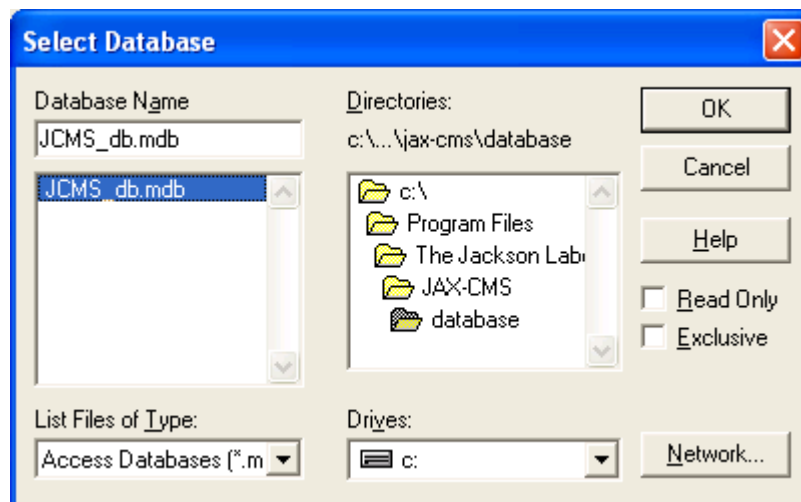 Select Database
Database Name
JCMS_db.mdb
JCMS_db.mdb
List Files of Type:
Access Databases (*.m
Directories:
c:\...\jax-cms\database
c:\
Program Files
The Jackson Lab
JAX-CMS
database
Drives:
c:
OK
Cancel
Help
Read Only
Exclusive
Network...